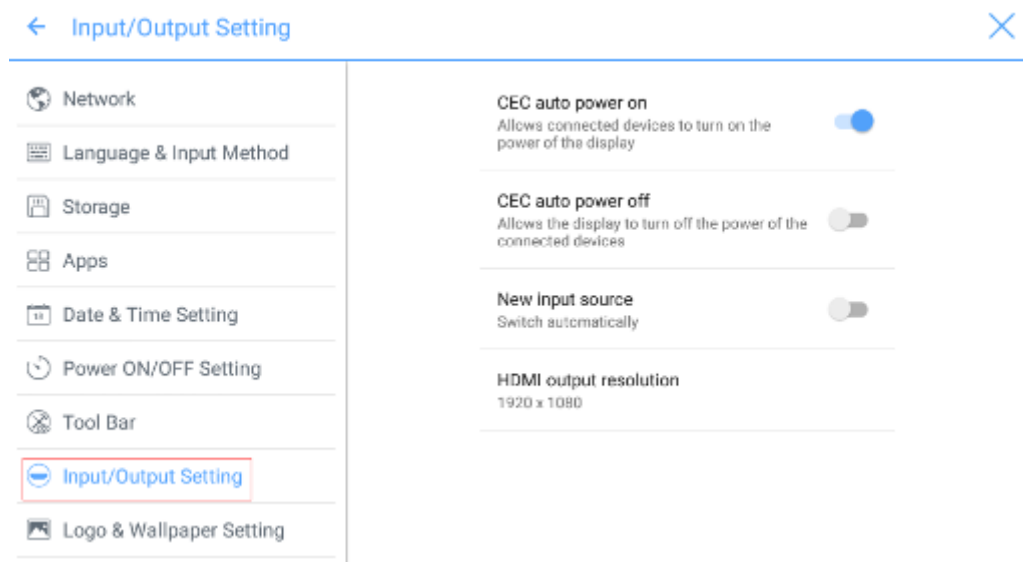 Input/Output Setting
Network
Language & Input Method
Storage
Apps
Date & Time Setting
Power ON/OFF Setting
Tool Bar
Input/Output Setting
Logo & Wallpaper Setting
CEC auto power on
Allows connected devices to turn on the
power of the display
CEC auto power off
Allows the display to turn off the power of the
connected devices
New input source
Switch automatically
HDMI output resolution
1920 x 1080